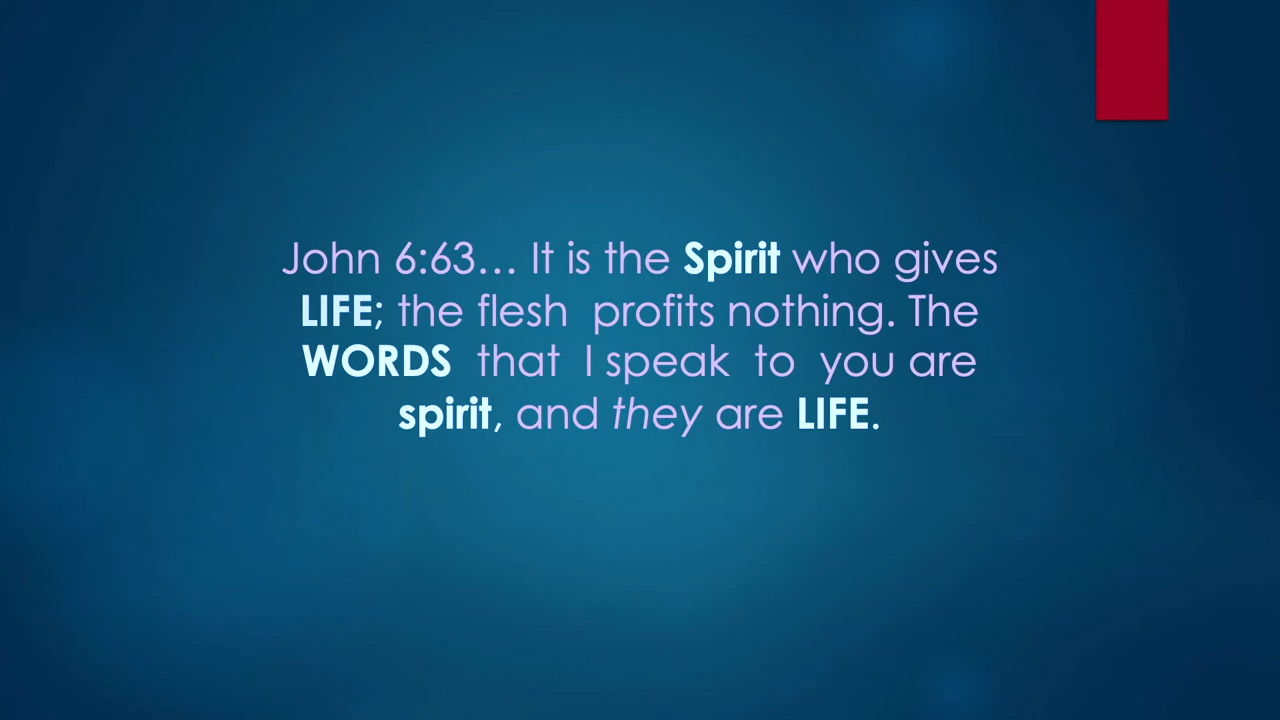 John 6:63… It is the Spirit who gives
LIFE; the flesh  profits nothing. The
WORDS  that  I speak  to  you are
spirit, and they are LIFE.